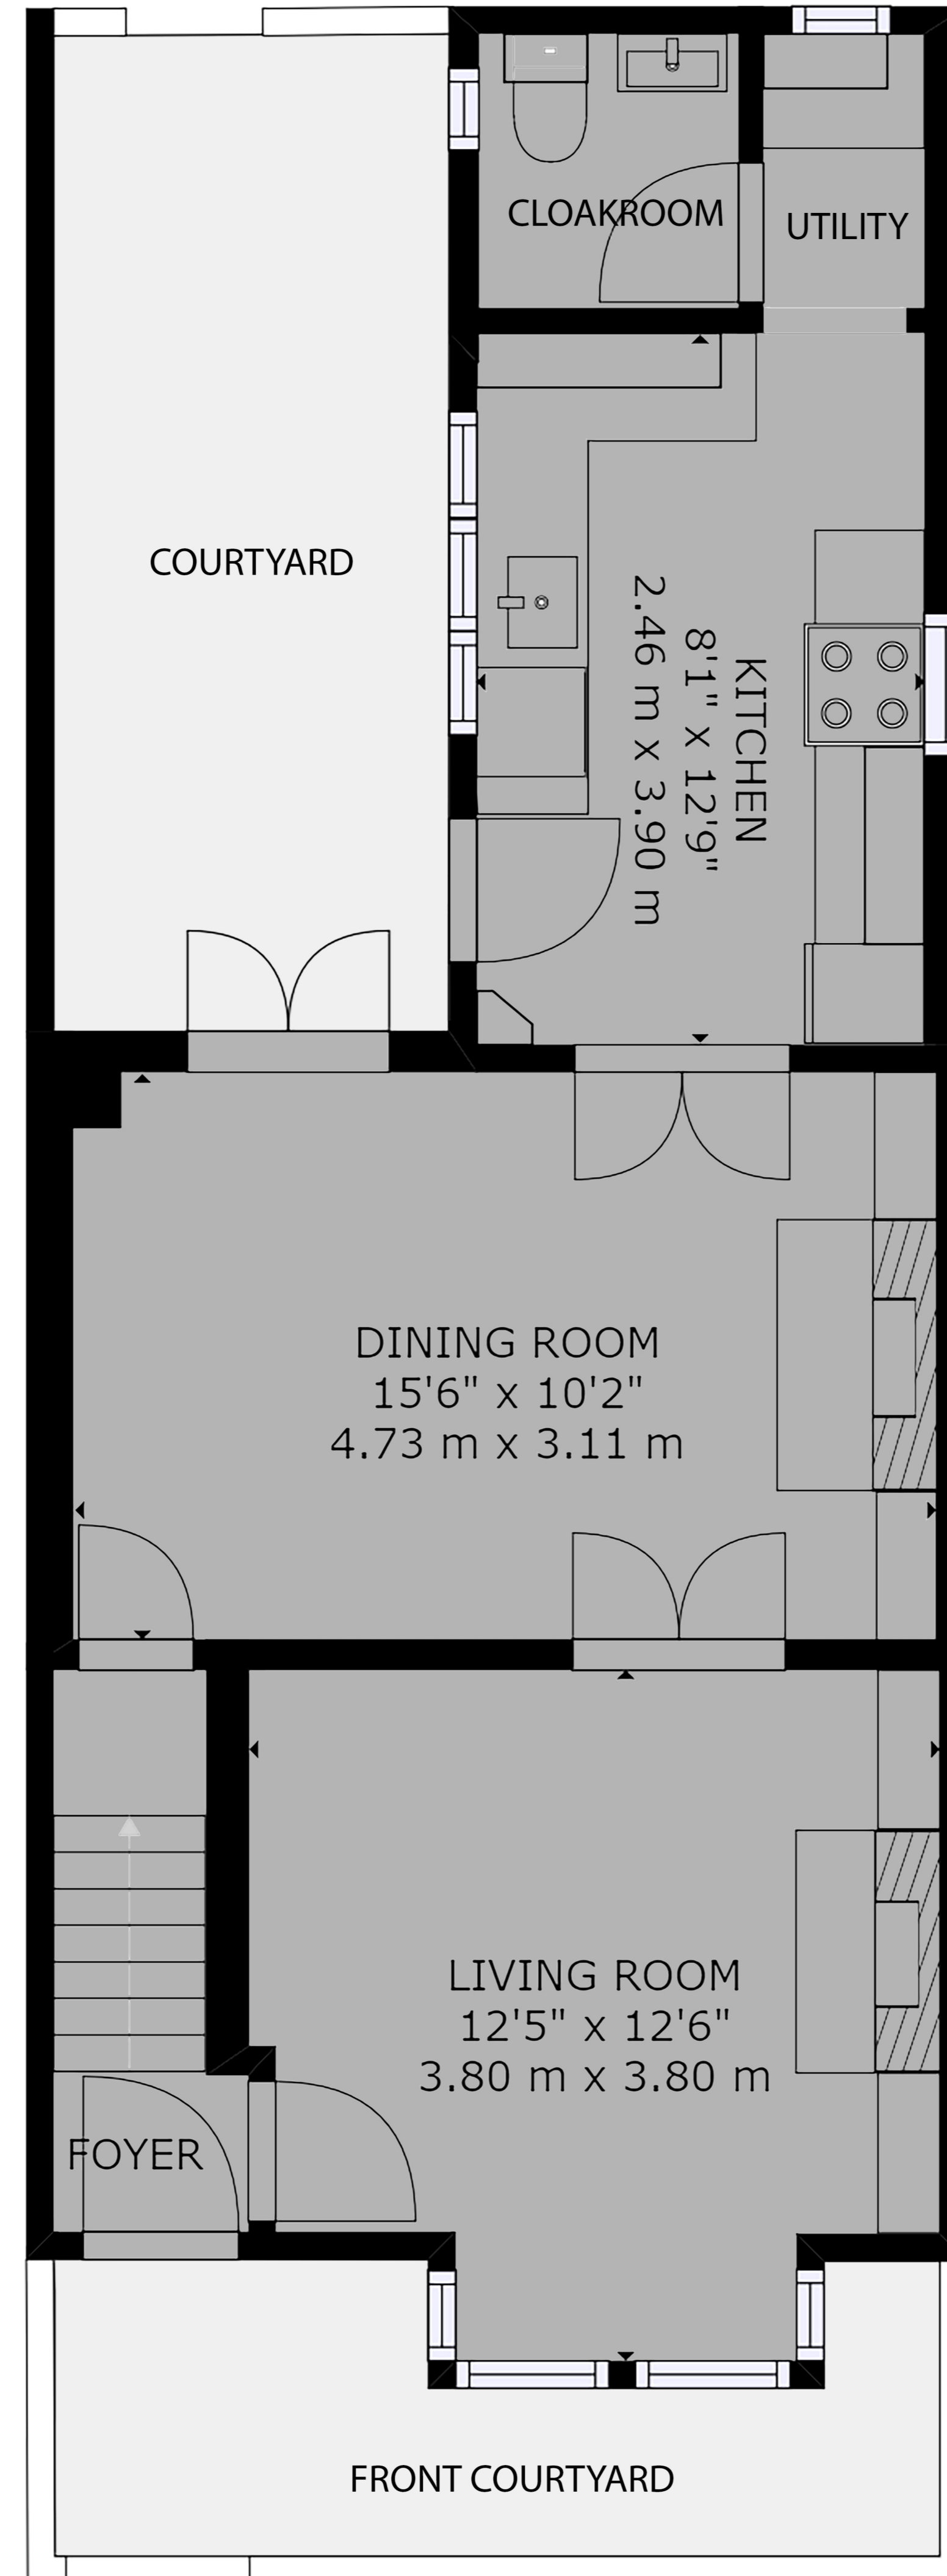 CLOAKROOM
UTILITY
COURTYARD
KITCHEN
8'1" x 12'9"
2.46 m x 3.90 m
DINING ROOM
15'6" x 10'2"
4.73 m x 3.11 m
LIVING ROOM
12'5" x 12'6"
3.80 m x 3.80 m
FOYER
FRONT COURTYARD